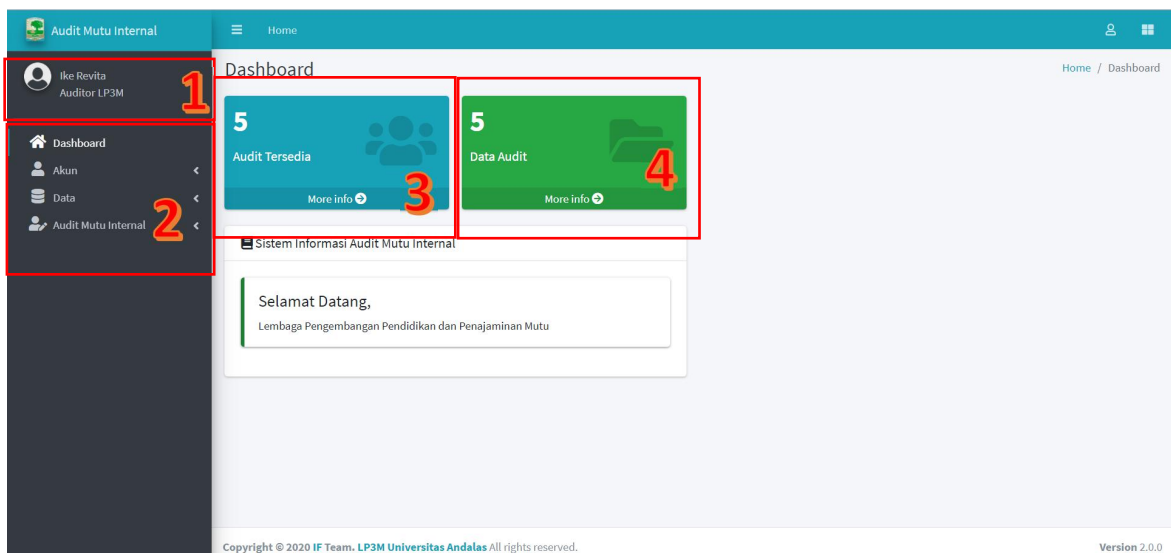 Audit Mutu Internal
Home
Ike Revita
Auditor LP3M
1
Dashboard
Akun
Data
Audit Mutu Internal
2
Dashboard
Home / Dashboard
5
Audit Tersedia
More info
3
5
Data Audit
More info
4
Sistem Informasi Audit Mutu Internal
Selamat Datang,
Lembaga Pengembangan Pendidikan dan Penajaminan Mutu
Copyright © 2020 IF Team. LP3M Universitas Andalas All rights reserved.
Version 2.0.0